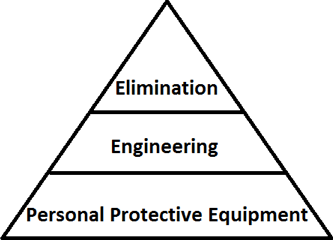 Elimination
Engineering
Personal Protective Equipment